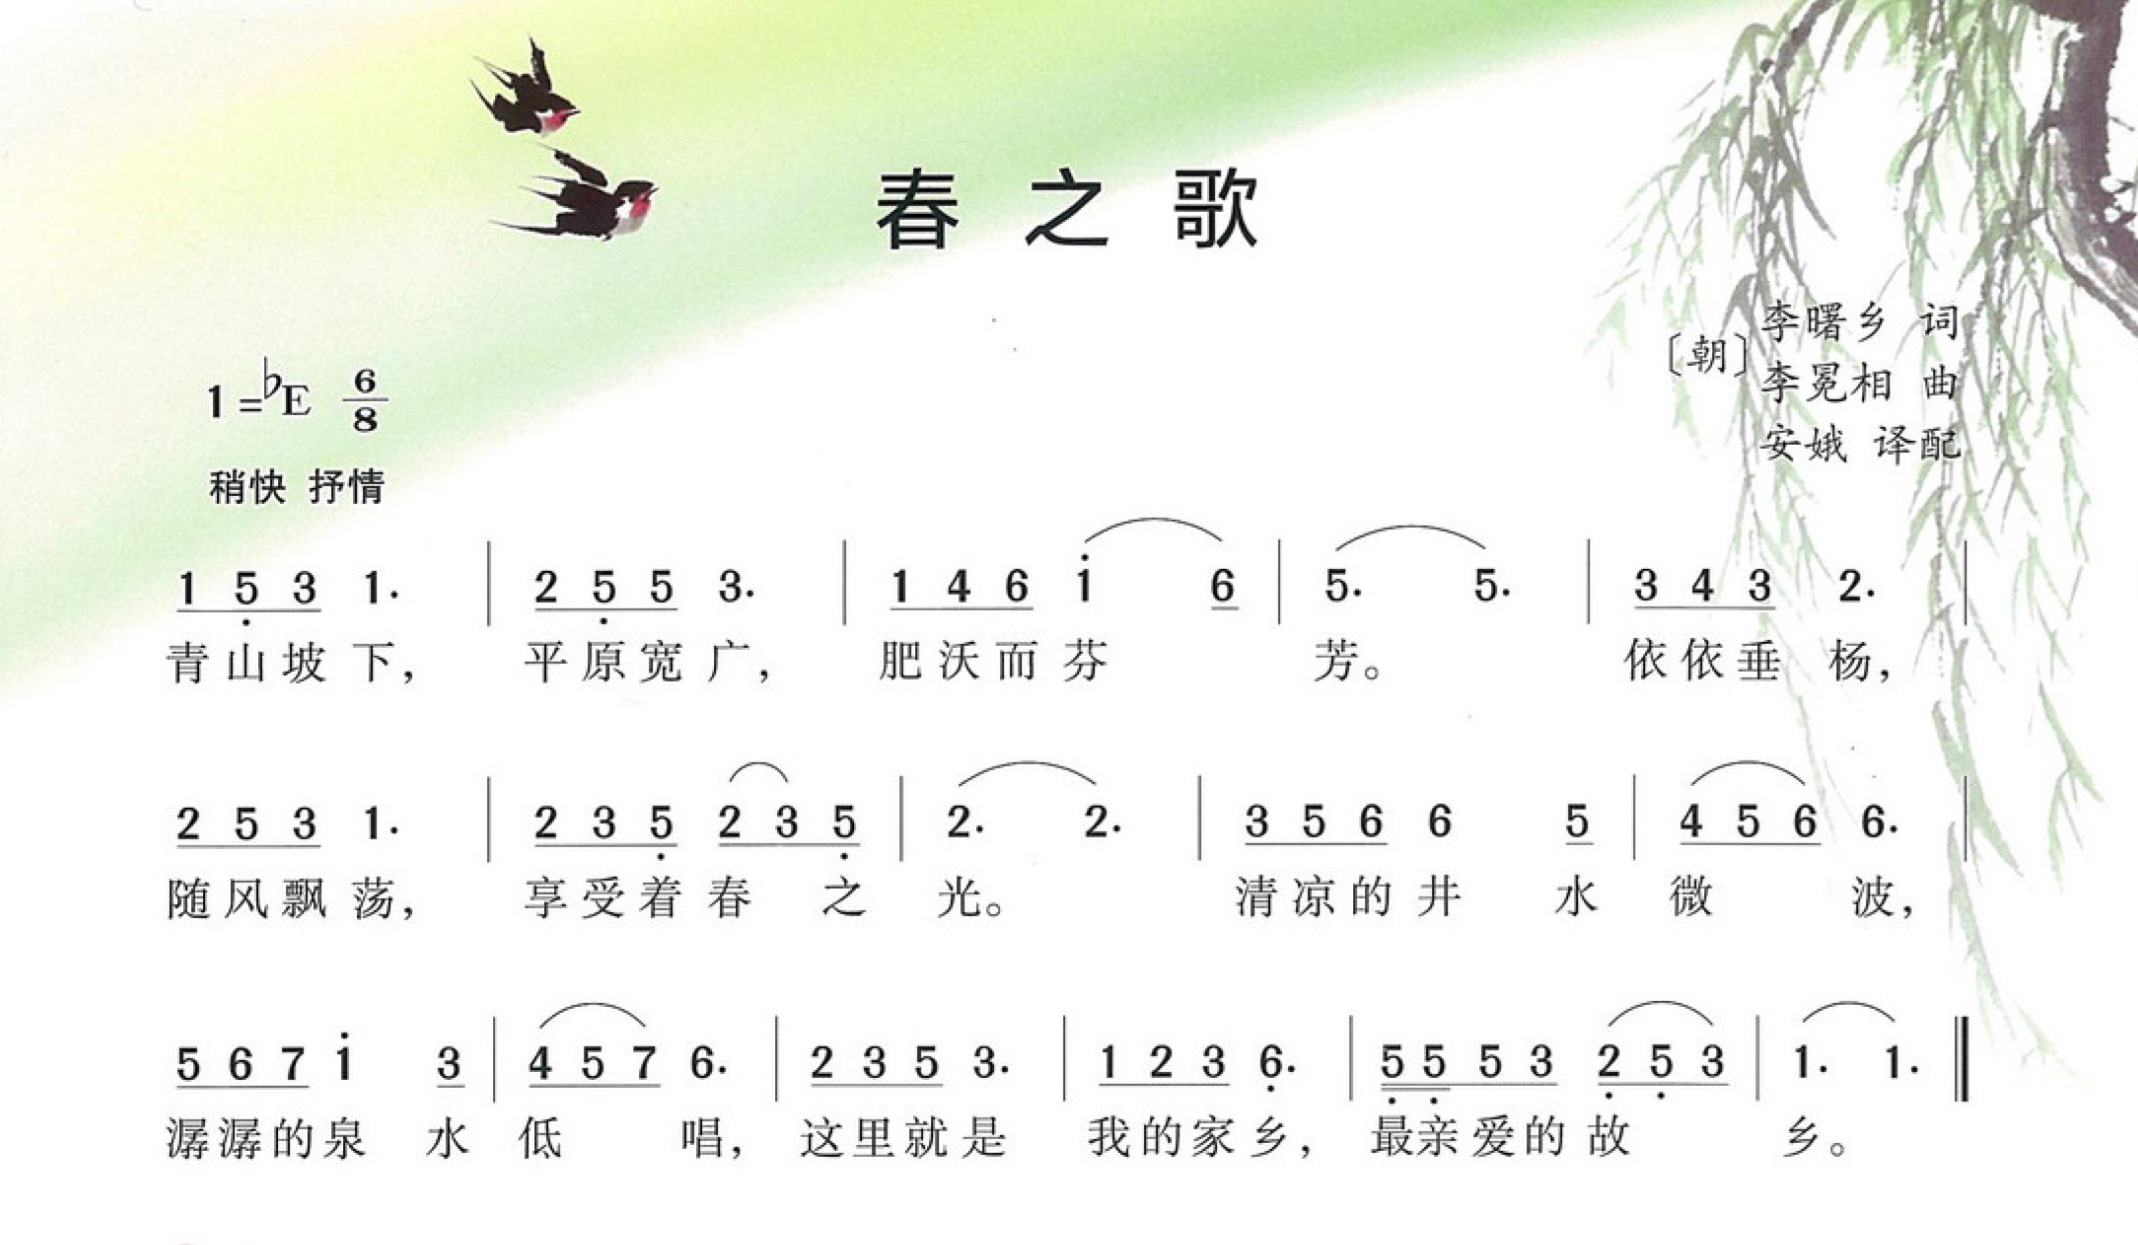 春之歌
〔朝〕李曙乡 词
李冕相 曲
安娥 译配
1=♭E 6/8
稍快 抒情
1 5̣ 3 1. | 2 5̣ 5 3. | 1 4 6 1̇ 6 | 5. 5. | 3 4 3 2. |
青山坡下， 平原宽广， 肥沃而芬 芳。 依依垂杨，
2 5 3 1. | 2 3 5̣ 2 3 5̣ | 2. 2. | 3 5 6 6 5 | 4 5 6 6. |
随风飘荡， 享受着春 之 光。 清凉的井 水 微 波，
5 6 7 1̇ 3 | 4 5 7 6. | 2 3 5 3. | 1 2 3 6̣. | 5̣ 5̣ 5 3 2̣ 5̣ 3 | 1. 1. ‖
潺潺的泉 水 低 唱， 这里就是 我的家乡， 最亲爱的故 乡。